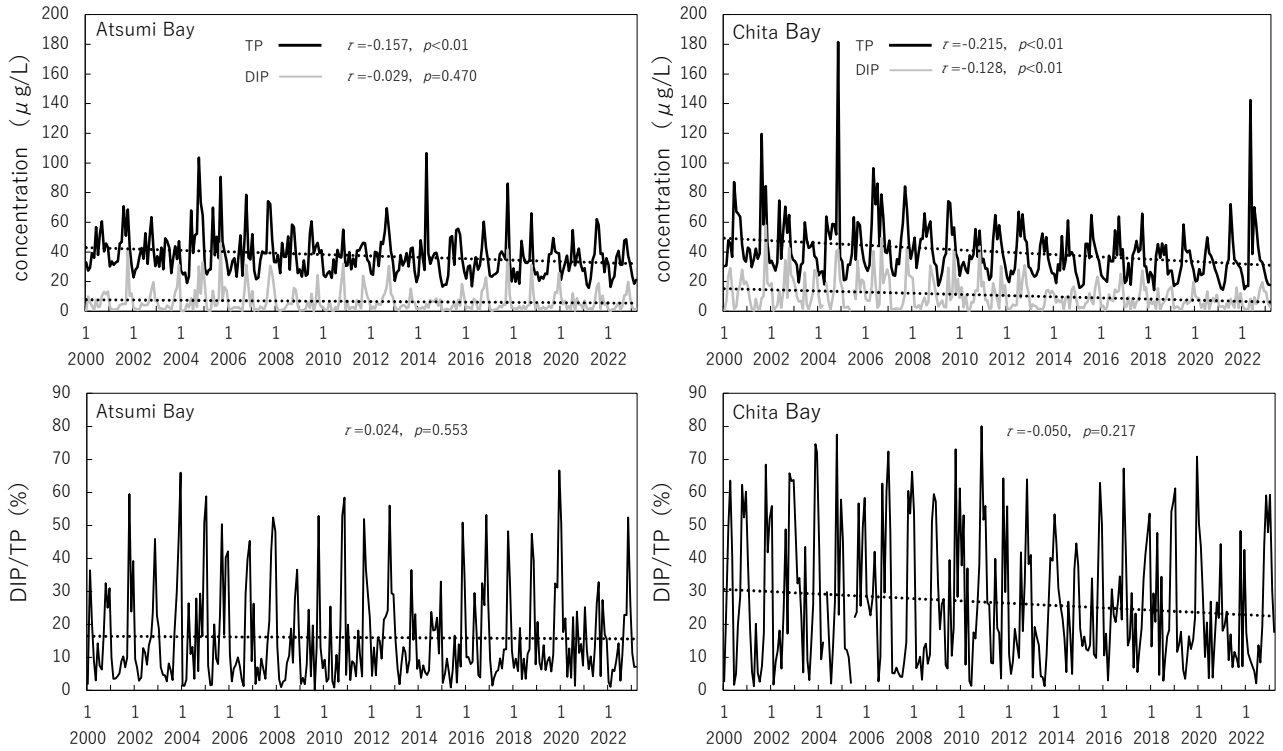 Atsumi Bay
TP τ=-0.157, p<0.01
DIP τ=-0.029, p=0.470
concentration (μg/L)
200
180
160
140
120
100
80
60
40
20
0
1 1 1 1 1 1 1 1 1 1 1 1
2000 2002 2004 2006 2008 2010 2012 2014 2016 2018 2020 2022
Chita Bay
TP τ=-0.215, p<0.01
DIP τ=-0.128, p<0.01
concentration (μg/L)
200
180
160
140
120
100
80
60
40
20
0
1 1 1 1 1 1 1 1 1 1 1 1
2000 2002 2004 2006 2008 2010 2012 2014 2016 2018 2020 2022
Atsumi Bay
τ=0.024, p=0.553
DIP/TP (%)
90
80
70
60
50
40
30
20
10
0
1 1 1 1 1 1 1 1 1 1 1 1
2000 2002 2004 2006 2008 2010 2012 2014 2016 2018 2020 2022
Chita Bay
τ=-0.050, p=0.217
DIP/TP (%)
90
80
70
60
50
40
30
20
10
0
1 1 1 1 1 1 1 1 1 1 1 1
2000 2002 2004 2006 2008 2010 2012 2014 2016 2018 2020 2022